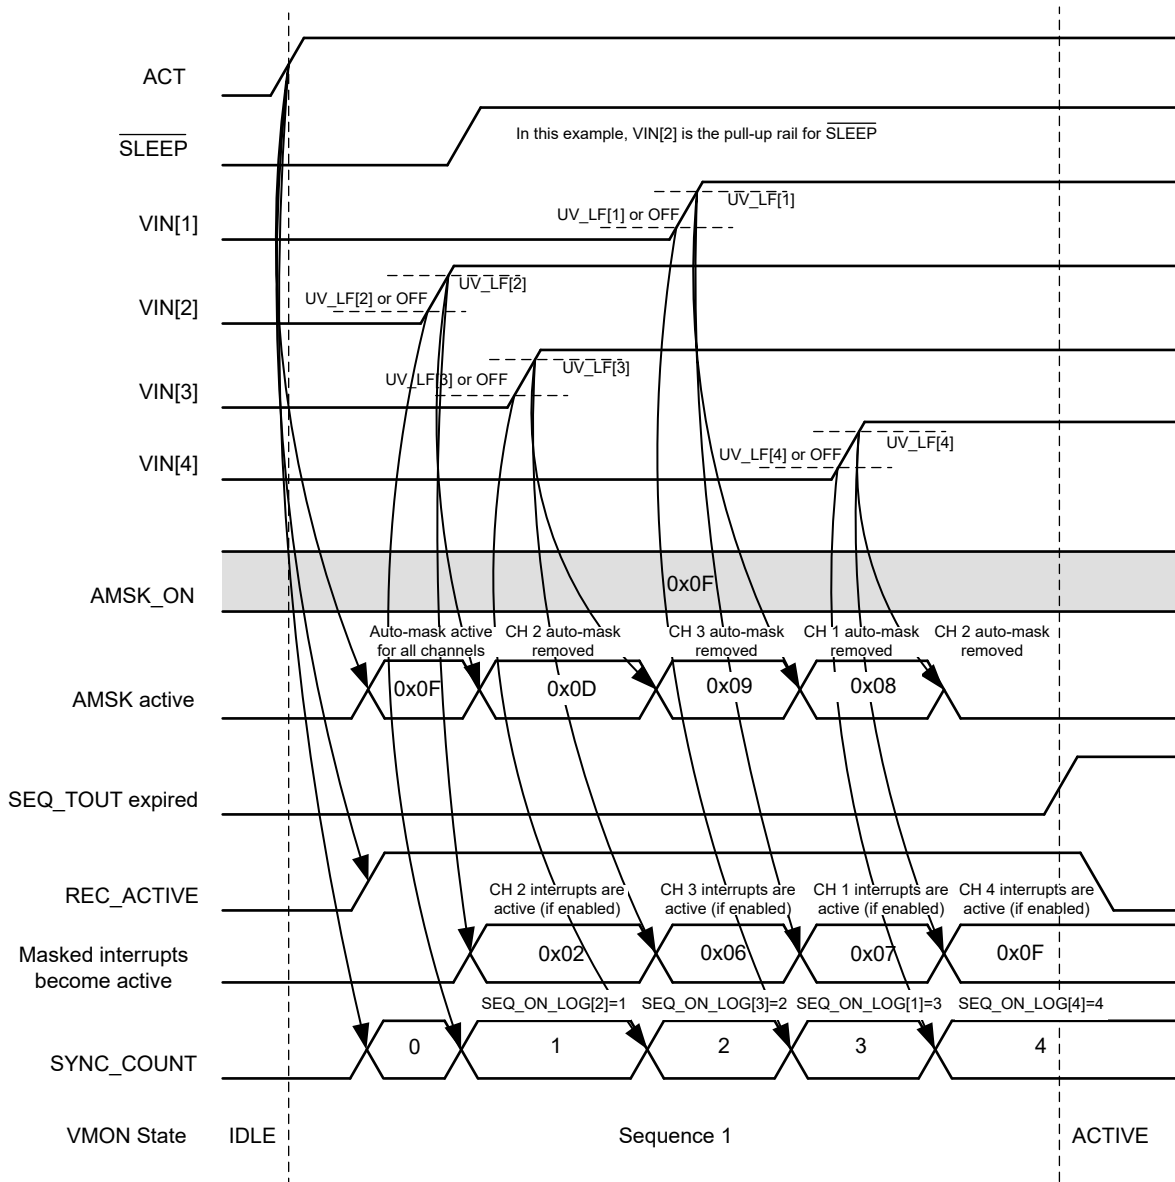 ACT
SLEEP
In this example, VIN[2] is the pull-up rail for SLEEP
UV_LF[1]
UV_LF[1] or OFF
VIN[1]
UV_LF[2]
UV_LF[2] or OFF
VIN[2]
UV_LF[3]
UV_LF[3] or OFF
VIN[3]
UV_LF[4]
UV_LF[4] or OFF
VIN[4]
0x0F
AMSK_ON
Auto-mask active
for all channels
CH 2 auto-mask
removed
CH 3 auto-mask
removed
CH 1 auto-mask
removed
CH 2 auto-mask
removed
AMSK active
0x0F
0x0D
0x09
0x08
SEQ_TOUT expired
REC_ACTIVE
CH 2 interrupts are
active (if enabled)
CH 3 interrupts are
active (if enabled)
CH 1 interrupts are
active (if enabled)
CH 4 interrupts are
active (if enabled)
Masked interrupts
become active
0x02
0x06
0x07
0x0F
SEQ_ON_LOG[2]=1
SEQ_ON_LOG[3]=2
SEQ_ON_LOG[1]=3
SEQ_ON_LOG[4]=4
SYNC_COUNT
0
1
2
3
4
VMON State
IDLE
Sequence 1
ACTIVE